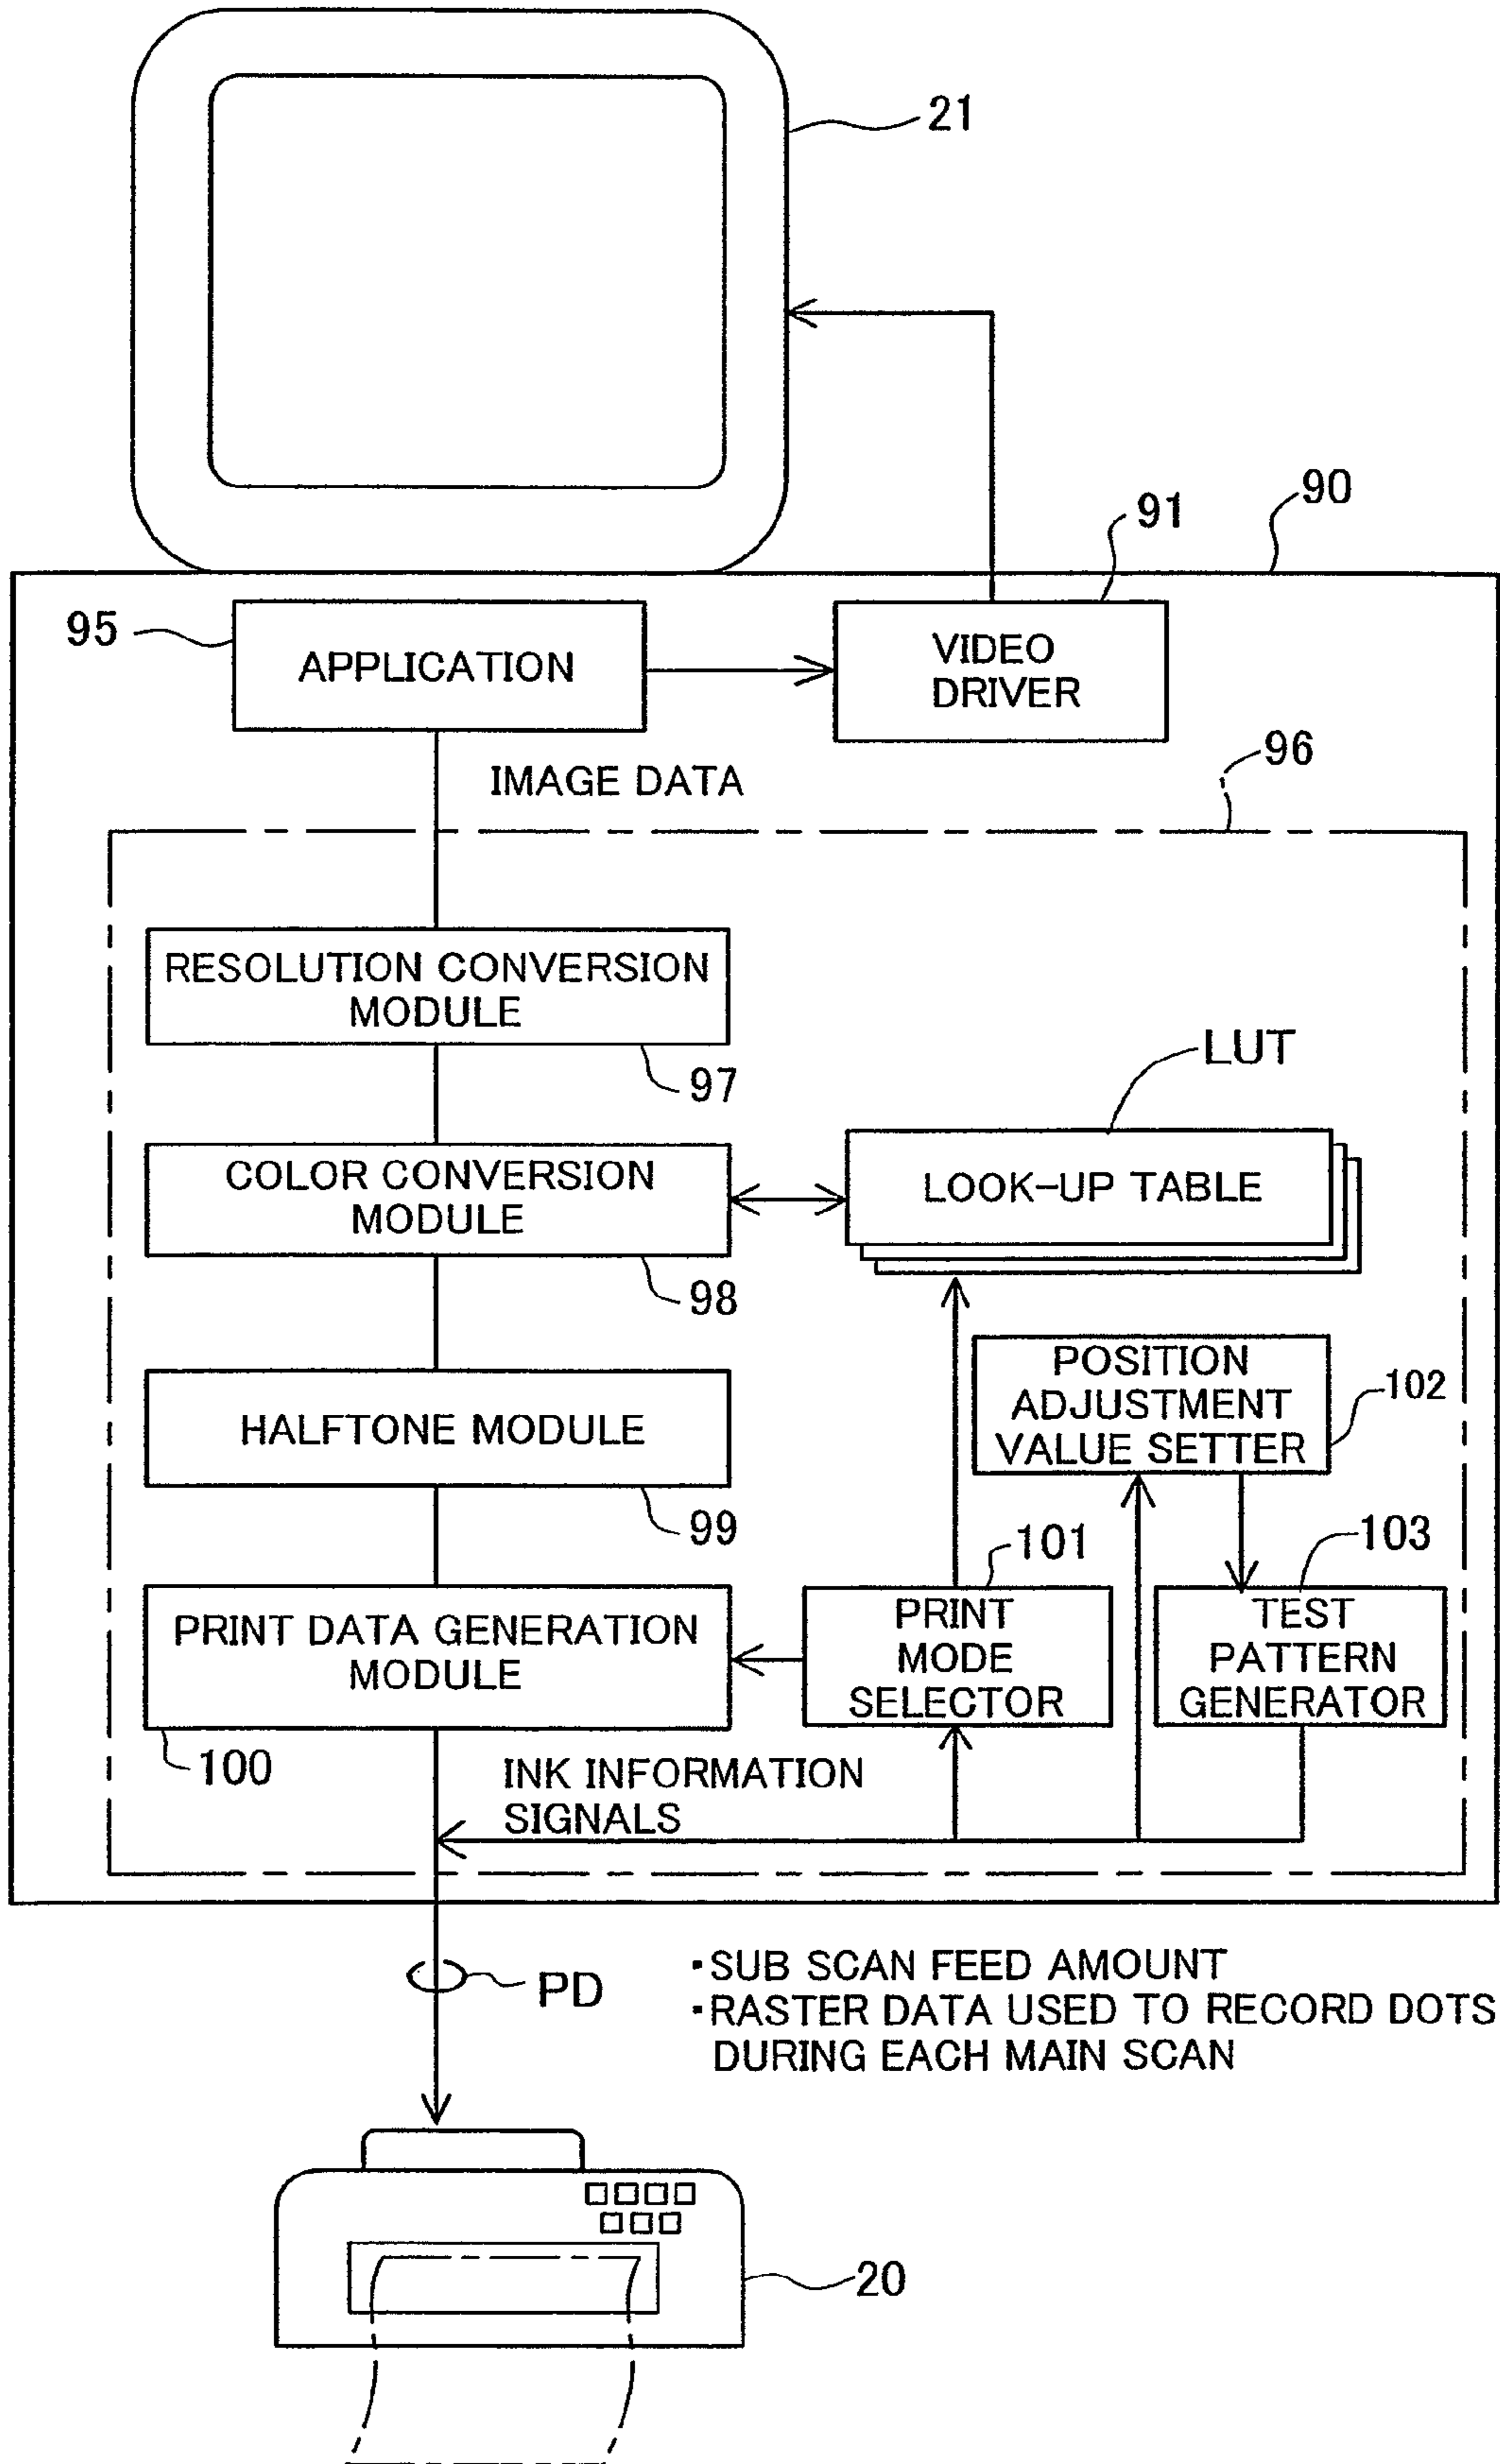 21
90
91
95
APPLICATION
VIDEO
DRIVER
96
IMAGE DATA
RESOLUTION CONVERSION
MODULE
97
LUT
COLOR CONVERSION
MODULE
LOOK-UP TABLE
98
POSITION
ADJUSTMENT
VALUE SETTER
102
HALFTONE MODULE
99
101
103
PRINT DATA GENERATION
MODULE
PRINT
MODE
SELECTOR
TEST
PATTERN
GENERATOR
100
INK INFORMATION
SIGNALS
PD
・SUB SCAN FEED AMOUNT
・RASTER DATA USED TO RECORD DOTS
DURING EACH MAIN SCAN
20